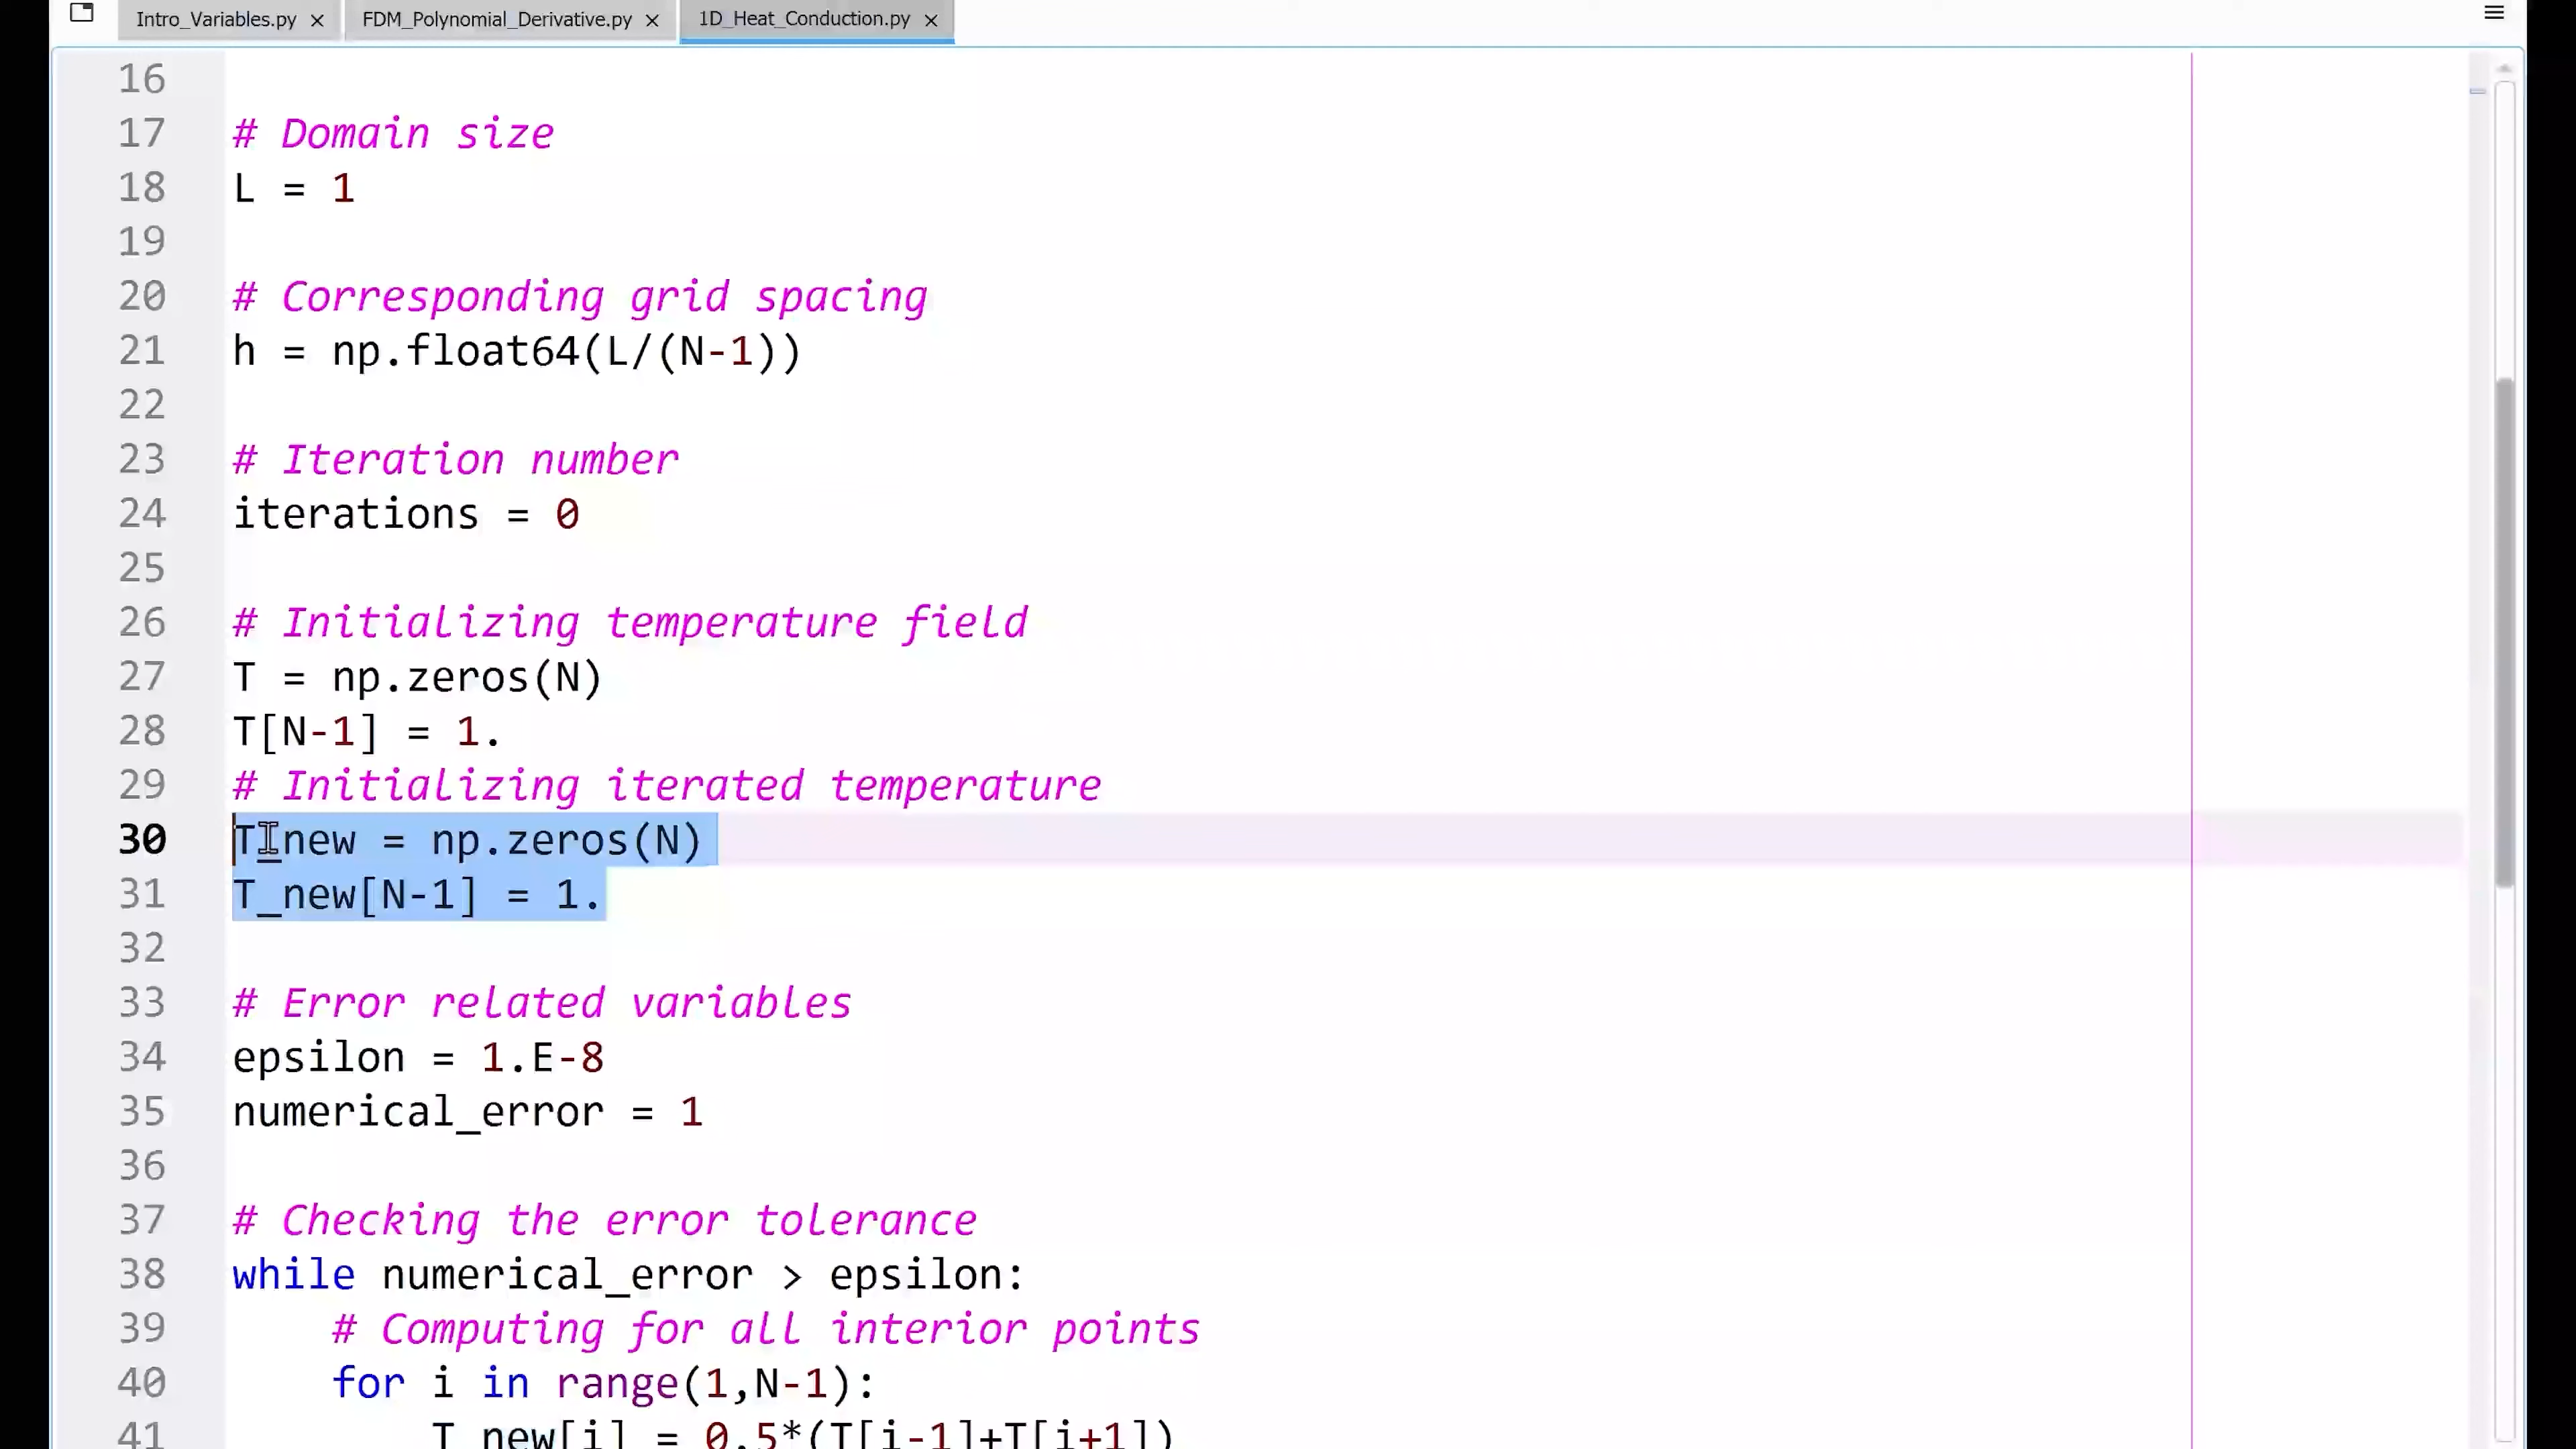 Intro_Variables.py × FDM_Polynomial_Derivative.py × 1D_Heat_Conduction.py ×
16
17 # Domain size
18 L = 1
19
20 # Corresponding grid spacing
21 h = np.float64(L/(N-1))
22
23 # Iteration number
24 iterations = 0
25
26 # Initializing temperature field
27 T = np.zeros(N)
28 T[N-1] = 1.
29 # Initializing iterated temperature
30 T_new = np.zeros(N)
31 T_new[N-1] = 1.
32
33 # Error related variables
34 epsilon = 1.E-8
35 numerical_error = 1
36
37 # Checking the error tolerance
38 while numerical_error > epsilon:
39 # Computing for all interior points
40 for i in range(1,N-1):
41 T_new[i] = 0.5*(T[i-1]+T[i+1])